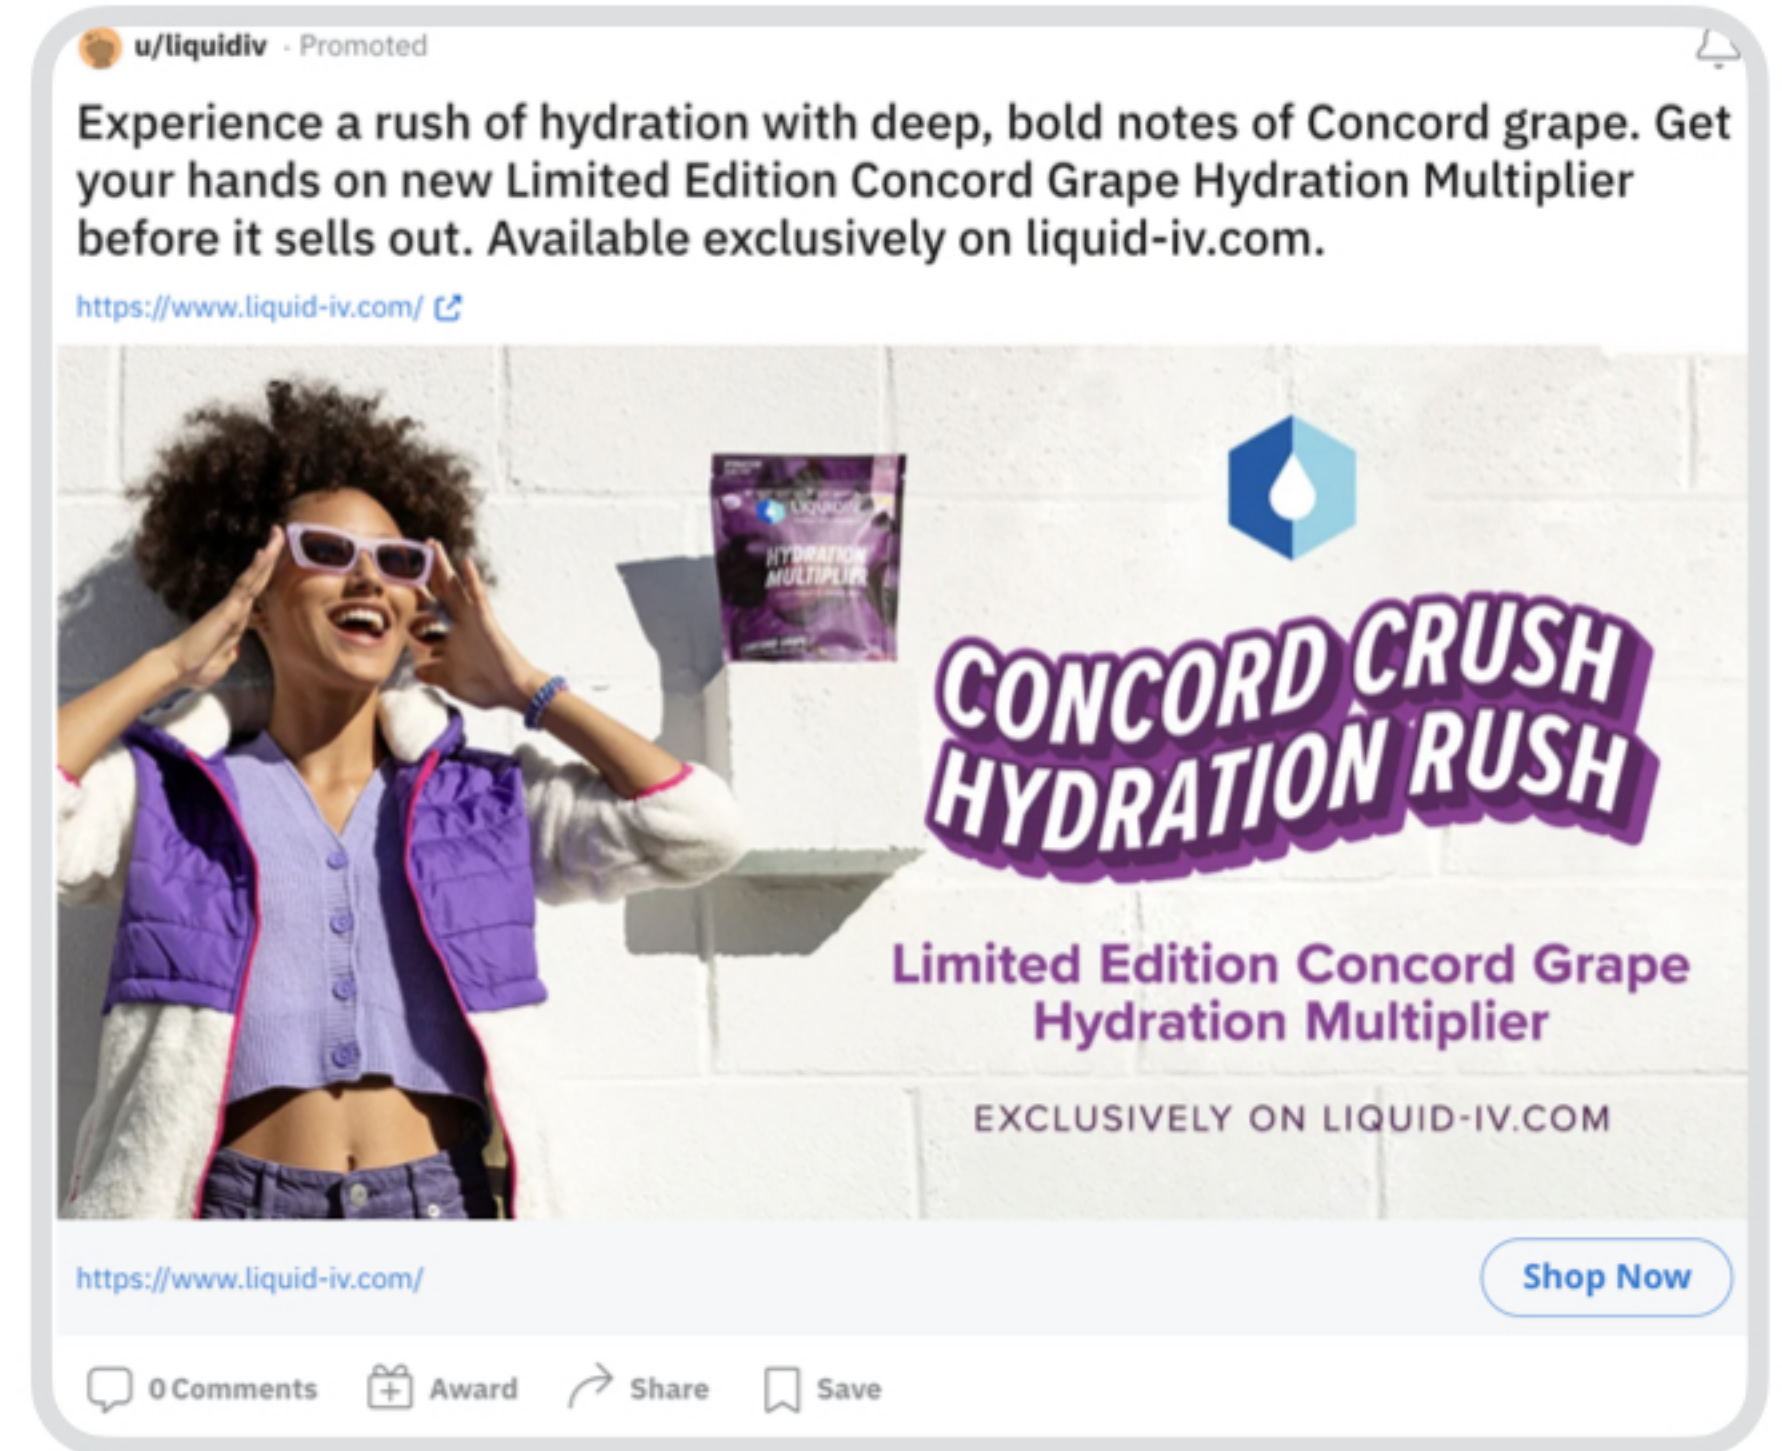 u/liquidiv · Promoted
Experience a rush of hydration with deep, bold notes of Concord grape. Get
your hands on new Limited Edition Concord Grape Hydration Multiplier
before it sells out. Available exclusively on liquid-iv.com.
https://www.liquid-iv.com/
LIQUID I.V.
HYDRATION
MULTIPLIER
CONCORD CRUSH
HYDRATION RUSH
Limited Edition Concord Grape
Hydration Multiplier
EXCLUSIVELY ON LIQUID-IV.COM
https://www.liquid-iv.com/
Shop Now
0 Comments
Award
Share
Save